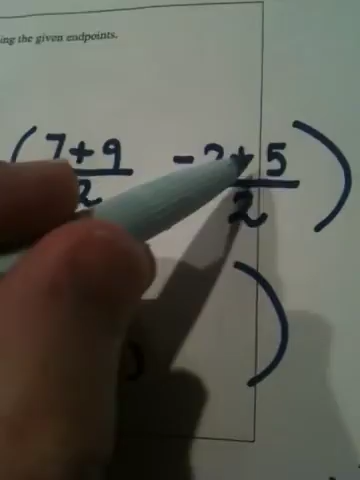 ing the given endpoints.
( 7+9 -2+5 )
2 2
)